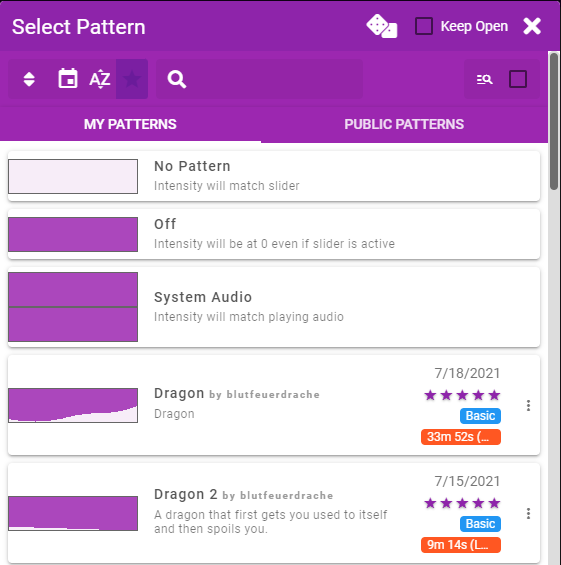 Select Pattern
Keep Open
AZ
MY PATTERNS
PUBLIC PATTERNS
No Pattern
Intensity will match slider
Off
Intensity will be at 0 even if slider is active
System Audio
Intensity will match playing audio
7/18/2021
Dragon by blutfeuerdrache
Dragon
Basic
33m 52s (...
7/15/2021
Dragon 2 by blutfeuerdrache
A dragon that first gets you used to itself
and then spoils you.
Basic
9m 14s (L...